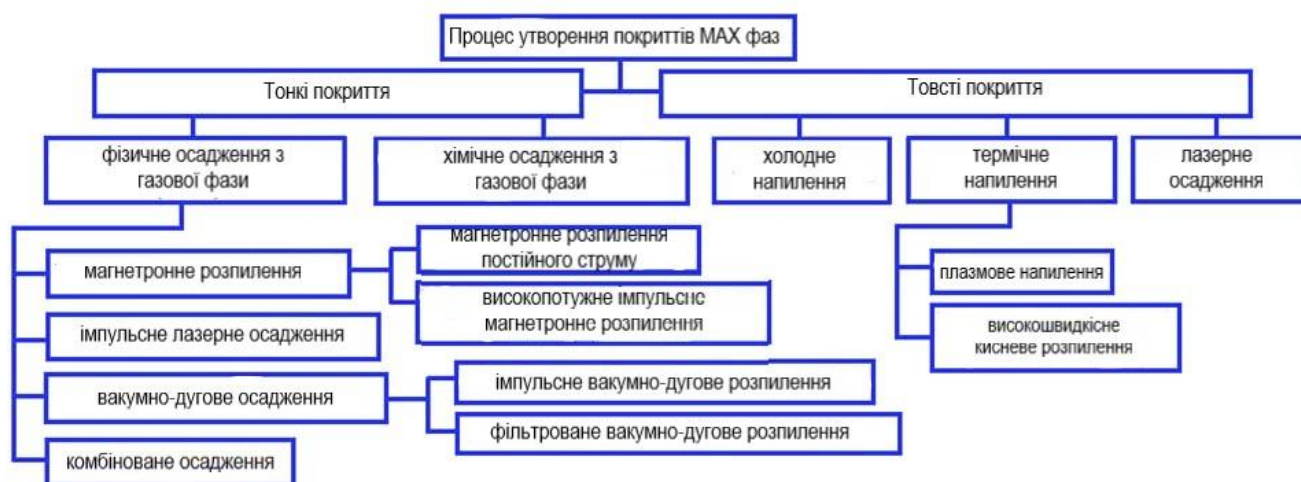 Процес утворення покриттів МАХ фаз
Тонкі покриття
Товсті покриття
фізичне осадження з
газової фази
хімічне осадження з
газової фази
холодне
напилення
термічне
напилення
лазерне
осадження
магнетронне розпилення
магнетронне розпилення
постійного струму
високопотужне імпульсне
магнетронне розпилення
плазмове напилення
високошвидкісне
кисневе розпилення
імпульсне лазерне осадження
вакумно-дугове осадження
імпульсне вакумно-дугове розпилення
фільтроване вакумно-дугове розпилення
комбіноване осадження